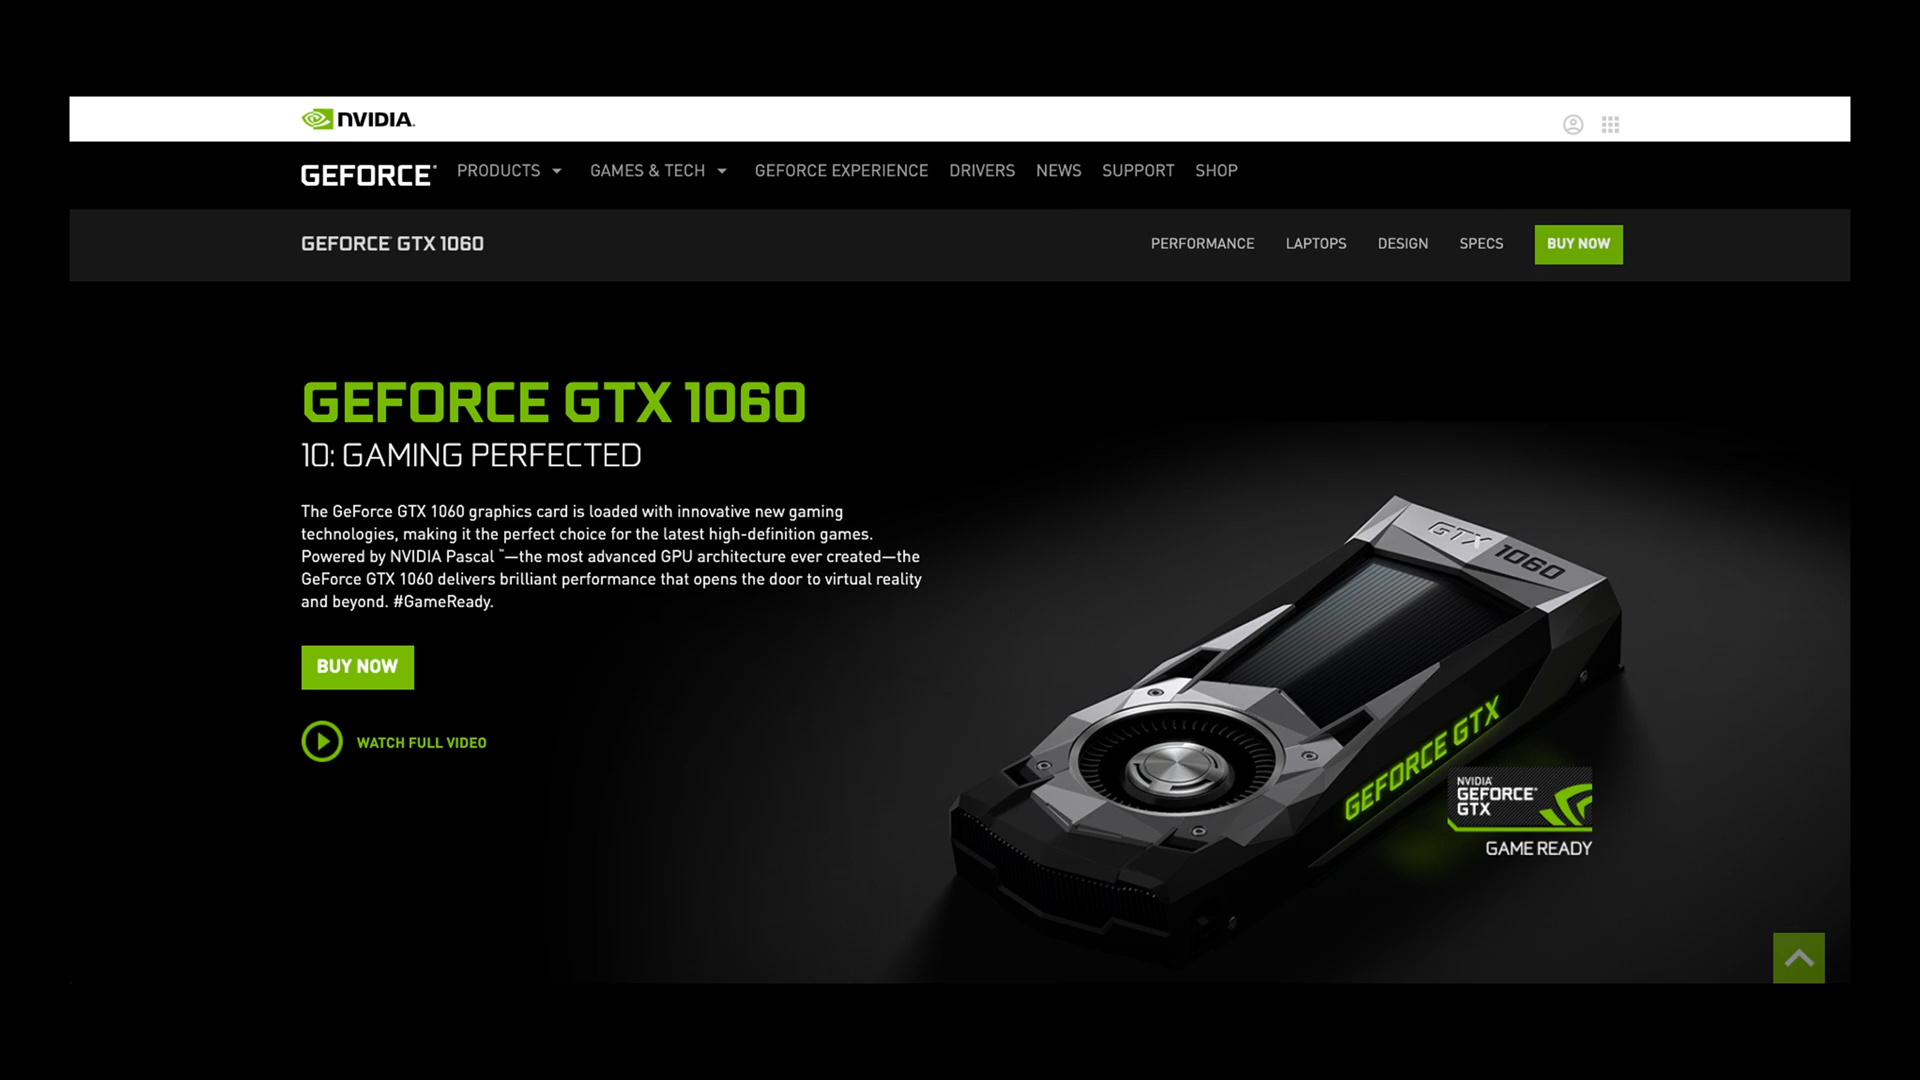 NVIDIA.
GEFORCE® PRODUCTS GAMES & TECH GEFORCE EXPERIENCE DRIVERS NEWS SUPPORT SHOP
GEFORCE® GTX 1060 PERFORMANCE LAPTOPS DESIGN SPECS BUY NOW
GEFORCE GTX 1060
10: GAMING PERFECTED
The GeForce GTX 1060 graphics card is loaded with innovative new gaming
technologies, making it the perfect choice for the latest high-definition games.
Powered by NVIDIA Pascal™—the most advanced GPU architecture ever created—the
GeForce GTX 1060 delivers brilliant performance that opens the door to virtual reality
and beyond. #GameReady.
BUY NOW
WATCH FULL VIDEO
GTX 1060
GEFORCE GTX
NVIDIA®
GEFORCE®
GTX
GAME READY